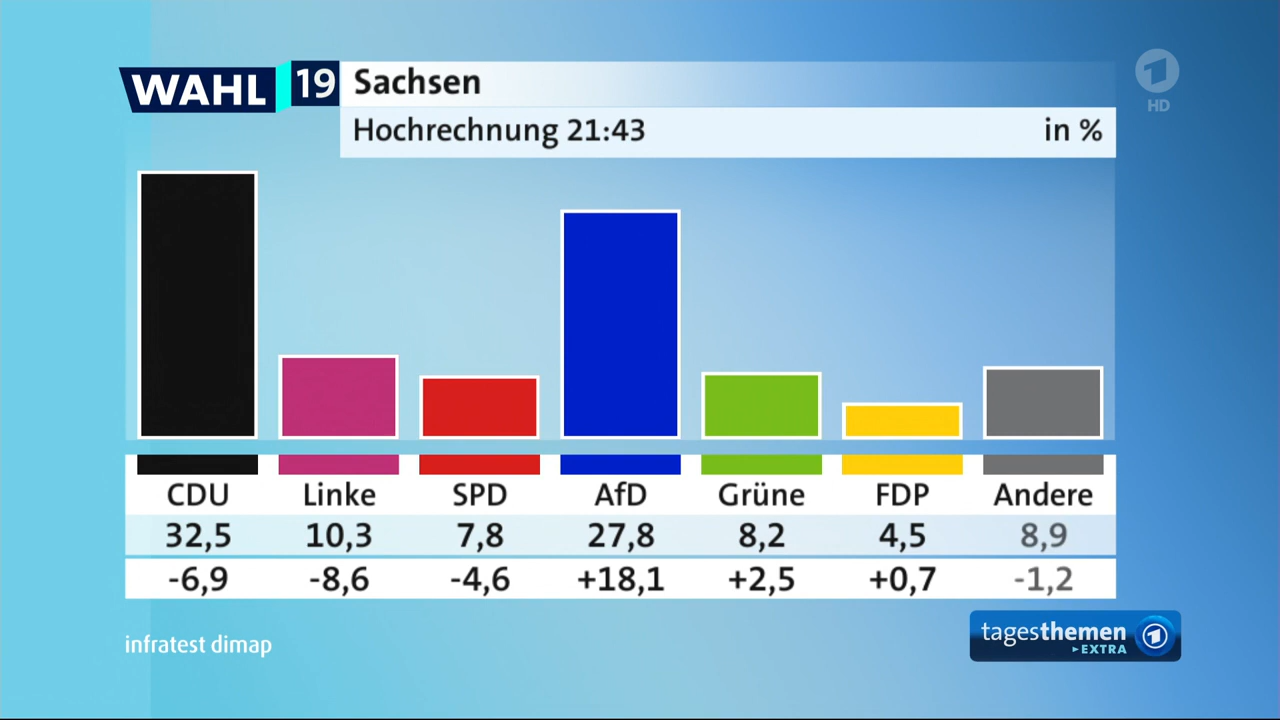 WAHL 19 Sachsen
Hochrechnung 21:43 in %
1
HD
CDU Linke SPD AfD Grüne FDP Andere
32,5 10,3 7,8 27,8 8,2 4,5 8,9
-6,9 -8,6 -4,6 +18,1 +2,5 +0,7 -1,2
infratest dimap
tagesthemen 1
EXTRA